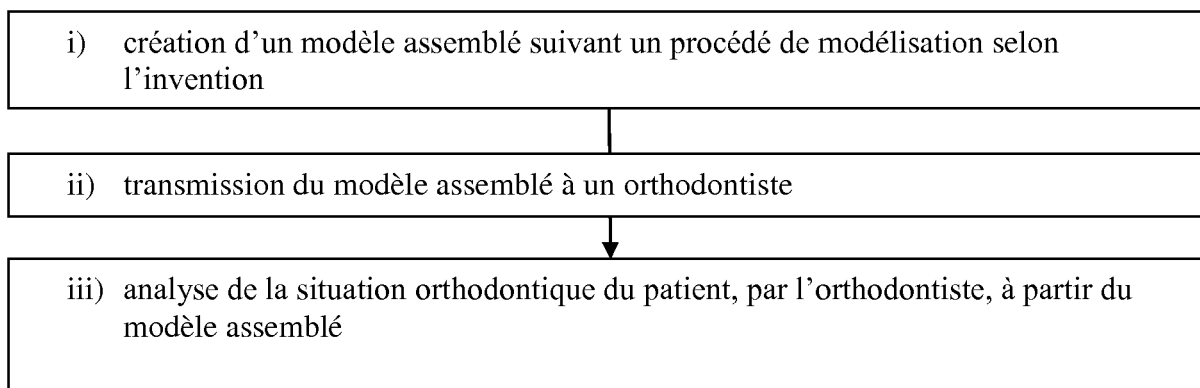 i) création d’un modèle assemblé suivant un procédé de modélisation selon
l’invention
ii) transmission du modèle assemblé à un orthodontiste
iii) analyse de la situation orthodontique du patient, par l’orthodontiste, à partir du
modèle assemblé